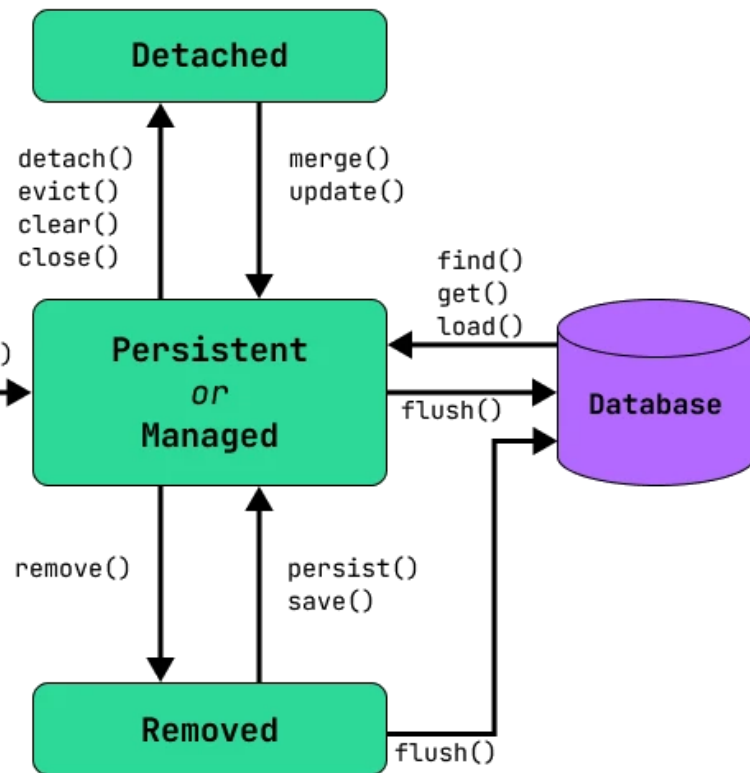 Detached
detach()
evict()
clear()
close()
merge()
update()
find()
get()
load()
)
Persistent
or
Managed
flush()
Database
remove()
persist()
save()
Removed
flush()